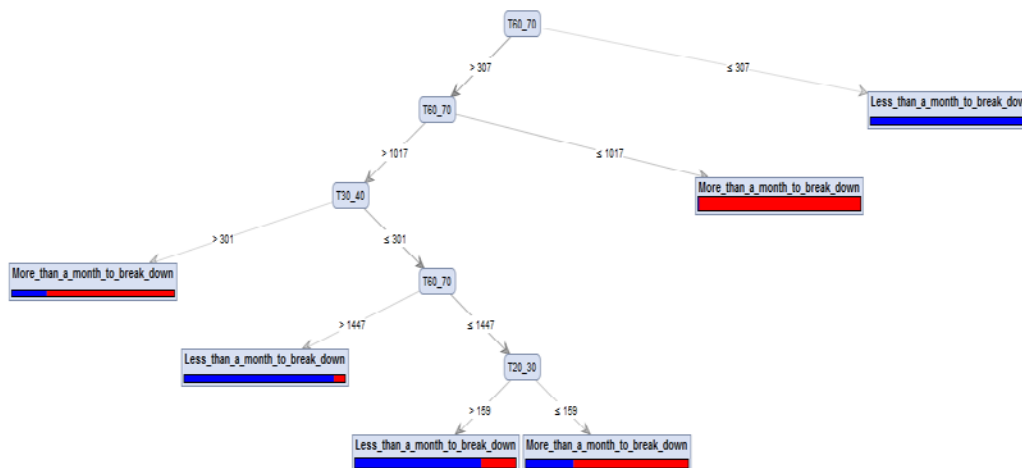 T60_70
> 307
≤ 307
T60_70
Less_than_a_month_to_break_dow
> 1017
≤ 1017
T30_40
More_than_a_month_to_break_down
> 301
≤ 301
More_than_a_month_to_break_down
T60_70
> 1447
≤ 1447
Less_than_a_month_to_break_down
T20_30
> 159
≤ 159
Less_than_a_month_to_break_down
More_than_a_month_to_break_down